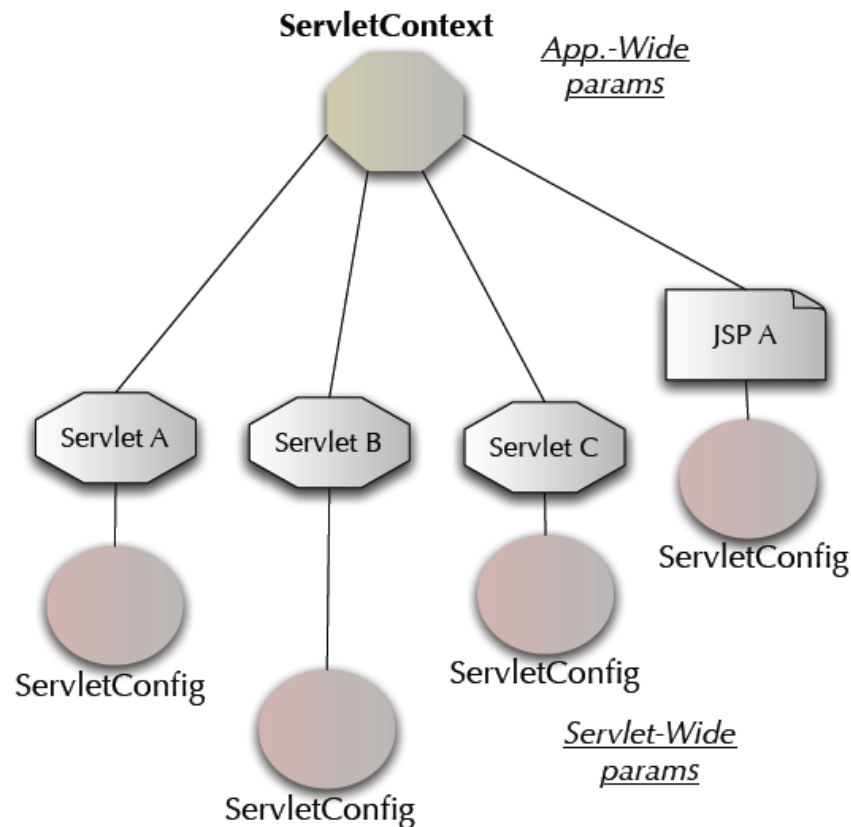 ServletContext
App.-Wide
params
JSP A
Servlet A
Servlet B
Servlet C
ServletConfig
ServletConfig
ServletConfig
ServletConfig
Servlet-Wide
params